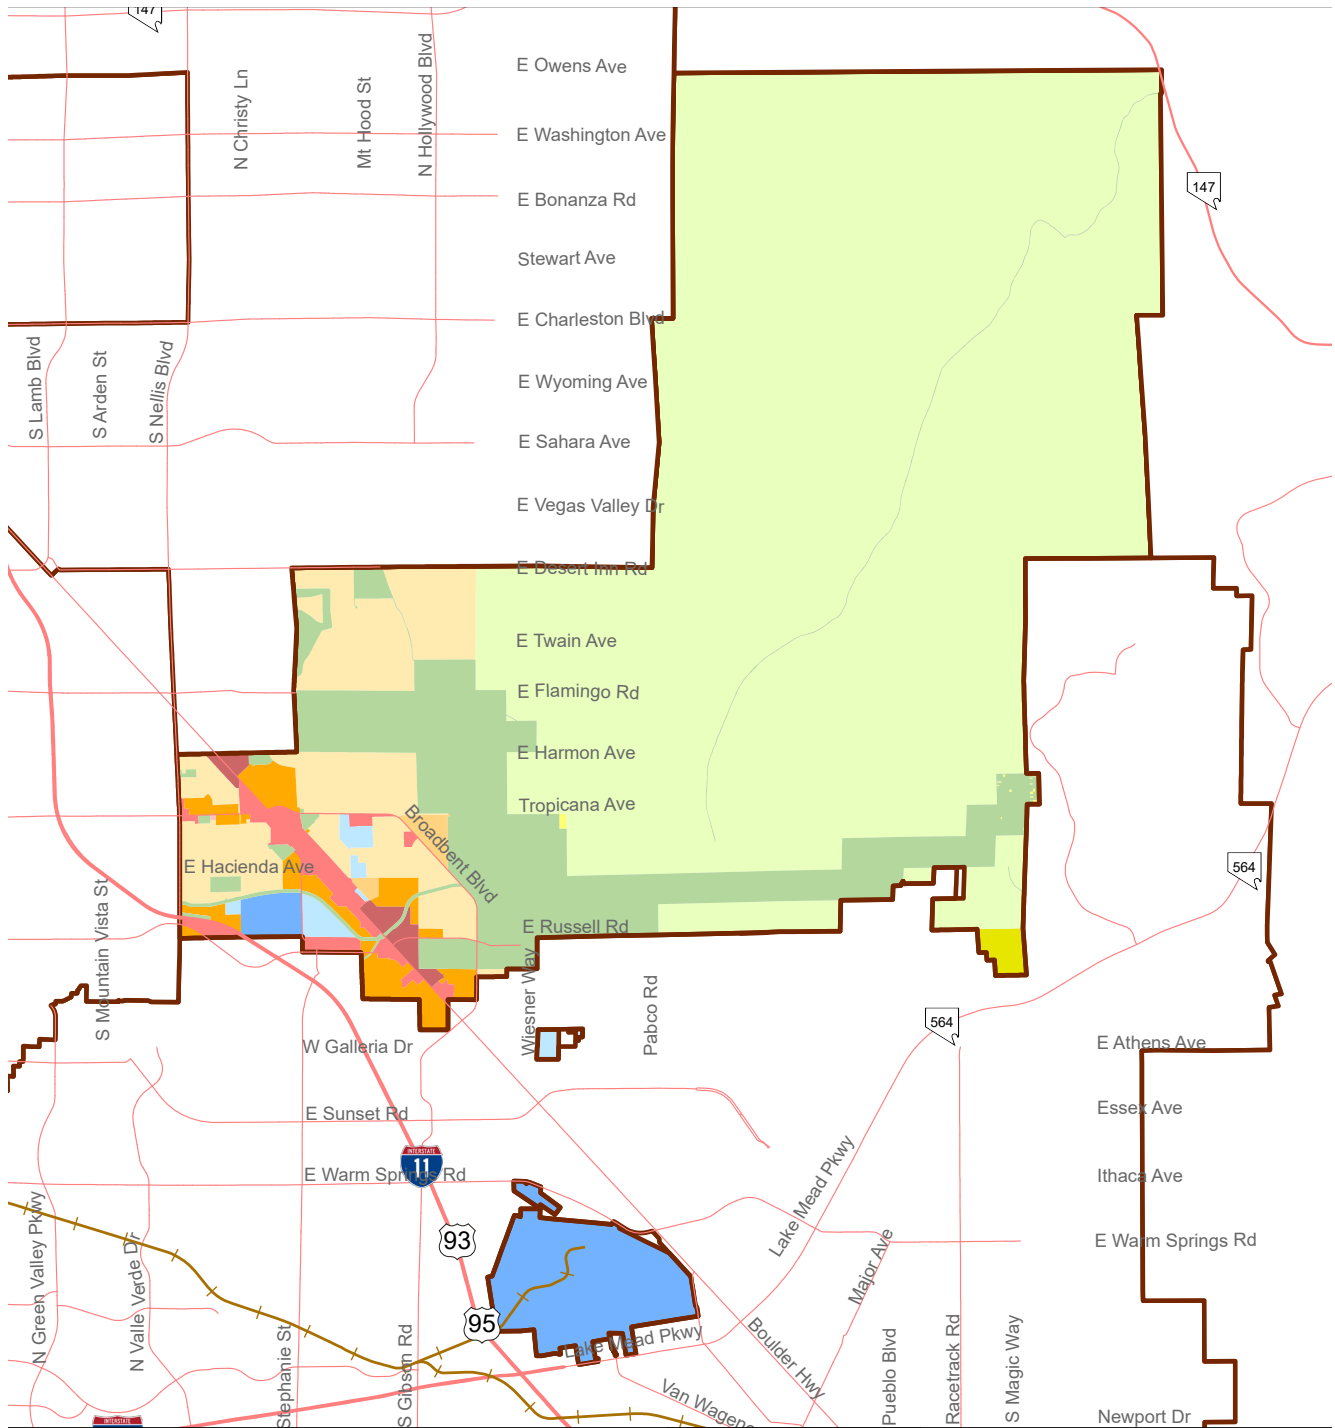 147
E Owens Ave
N Christy Ln
Mt Hood St
N Hollywood Blvd
E Washington Ave
147
E Bonanza Rd
Stewart Ave
E Charleston Blvd
S Lamb Blvd
S Arden St
S Nellis Blvd
E Wyoming Ave
E Sahara Ave
E Vegas Valley Dr
E Desert Inn Rd
E Twain Ave
E Flamingo Rd
E Harmon Ave
Tropicana Ave
Broadbent Blvd
E Hacienda Ave
564
S Mountain Vista St
E Russell Rd
Wiesner Way
Pabco Rd
564
W Galleria Dr
E Athens Ave
E Sunset Rd
Essex Ave
INTERSTATE
11
E Warm Springs Rd
Ithaca Ave
Lake Mead Pkwy
N Green Valley Pkwy
N Valle Verde Dr
93
Major Ave
E Warm Springs Rd
95
Stephanie St
S Gibson Rd
Lake Mead Pkwy
Boulder Hwy
Pueblo Blvd
Racetrack Rd
S Magic Way
Van Wagene
Newport Dr
INTERSTATE